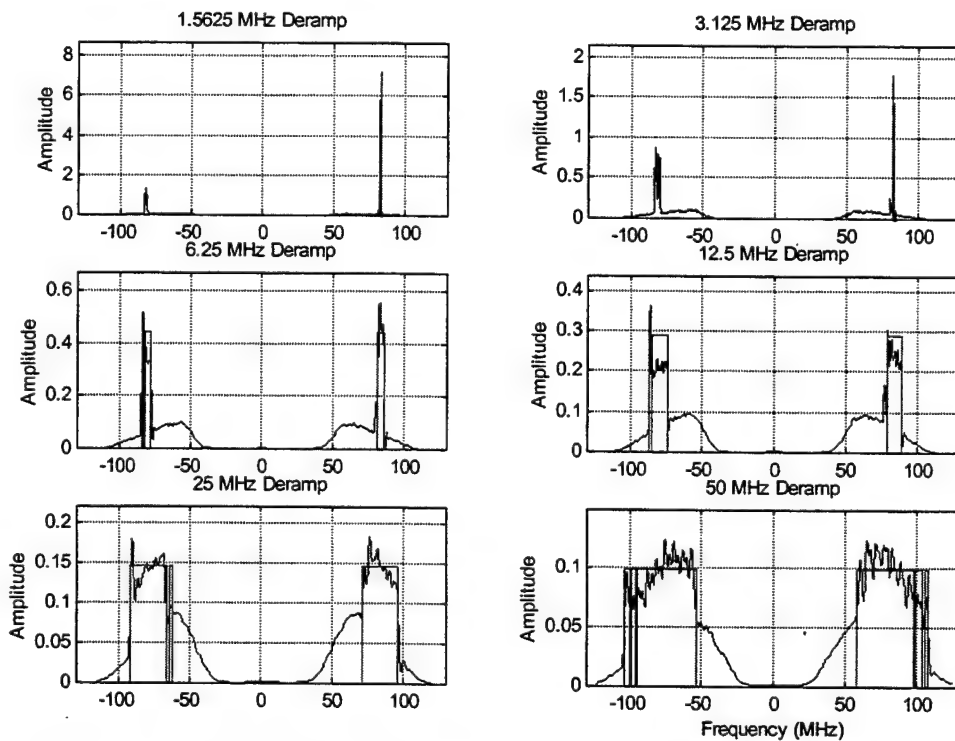 1.5625 MHz Deramp
Amplitude
8
6
4
2
0
-100 -50 0 50 100
3.125 MHz Deramp
Amplitude
2
1.5
1
0.5
0
-100 -50 0 50 100
6.25 MHz Deramp
Amplitude
0.6
0.4
0.2
0
-100 -50 0 50 100
12.5 MHz Deramp
Amplitude
0.4
0.3
0.2
0.1
0
-100 -50 0 50 100
25 MHz Deramp
Amplitude
0.2
0.15
0.1
0.05
0
-100 -50 0 50 100
50 MHz Deramp
Amplitude
0.1
0.05
0
-100 -50 0 50 100
Frequency (MHz)